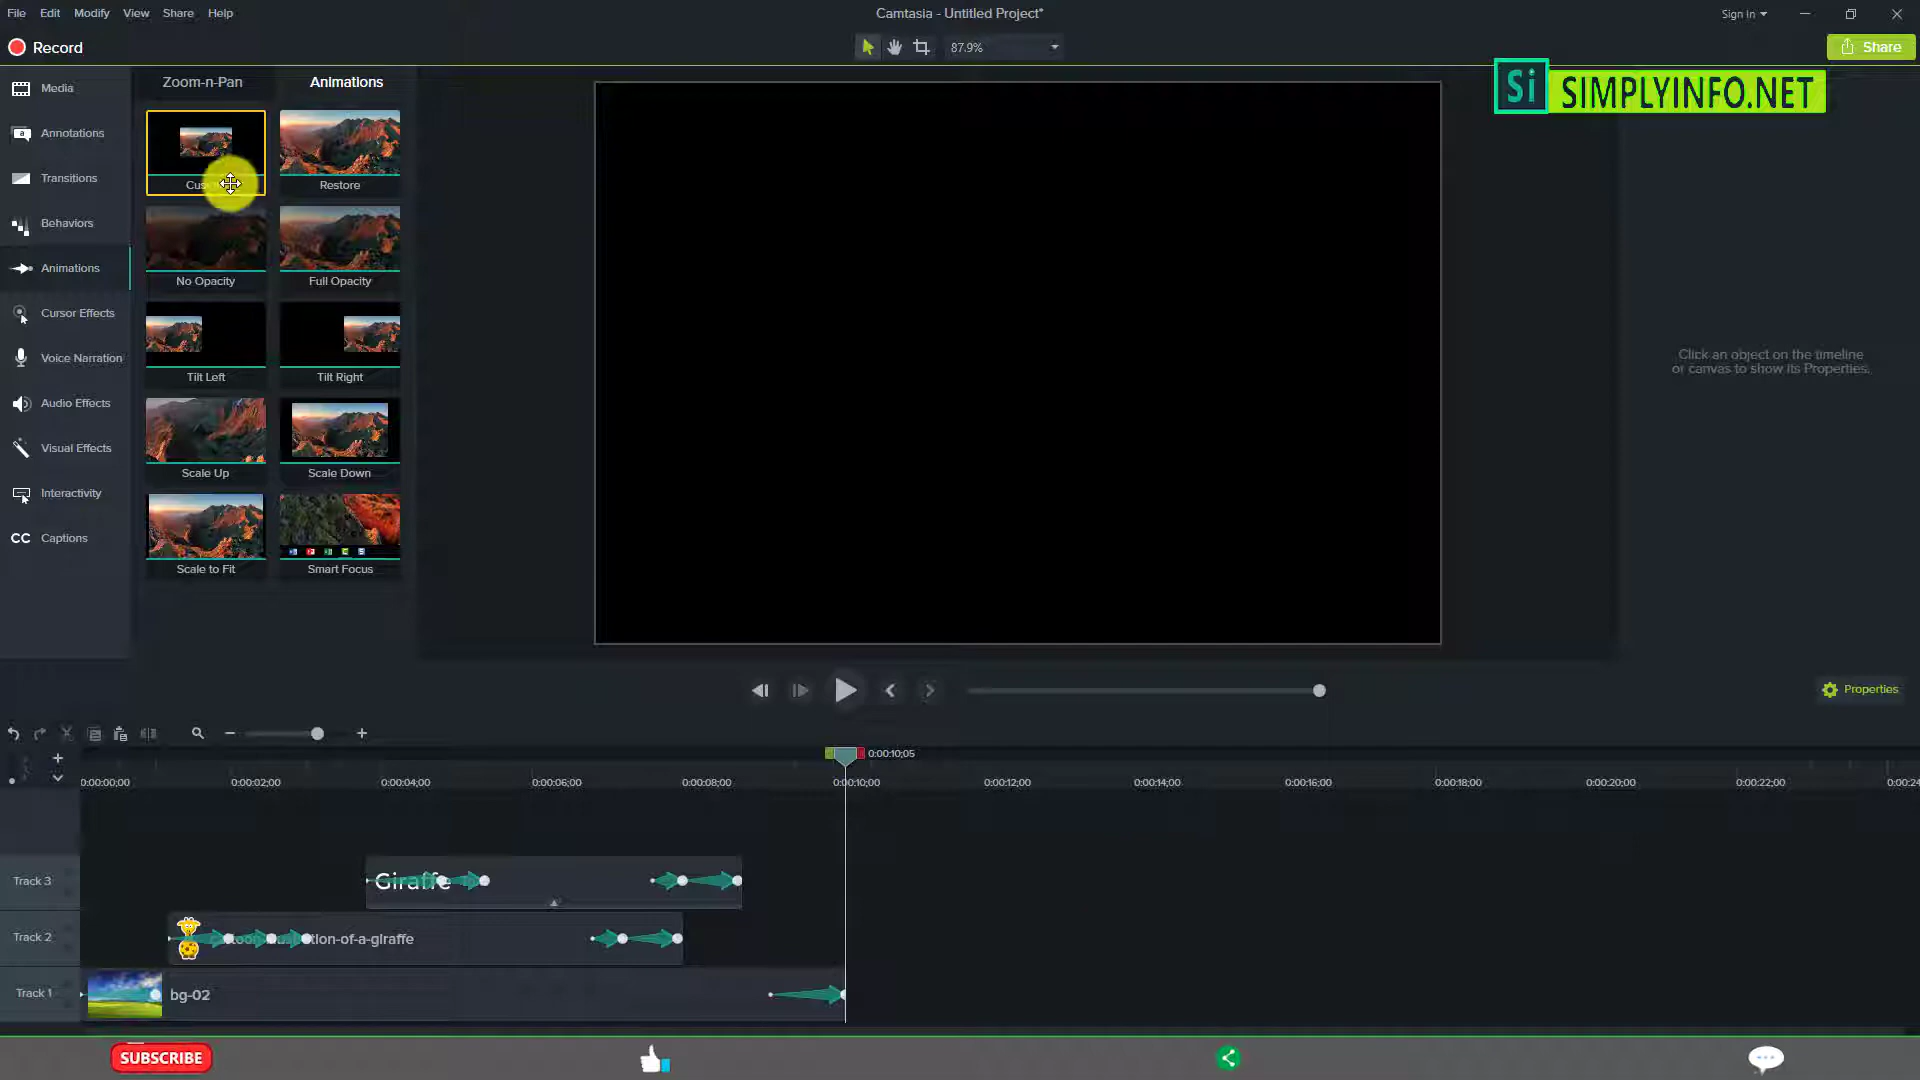 File Edit Modify View Share Help
Camtasia - Untitled Project*
Sign In
Record
87.9%
Share
Si SIMPLYINFO.NET
Media
Annotations
Transitions
Behaviors
Animations
Cursor Effects
Voice Narration
Audio Effects
Visual Effects
Interactivity
CC Captions
Zoom-n-Pan Animations
Restore
No Opacity Full Opacity
Tilt Left Tilt Right
Scale Up Scale Down
Scale to Fit Smart Focus
Click an object on the timeline
or canvas to show its Properties.
Properties
0:00:10;05
0:00:00;00 0:00:02;00 0:00:04;00 0:00:06;00 0:00:08;00 0:00:10;00 0:00:12;00 0:00:14;00 0:00:16;00 0:00:18;00 0:00:20;00 0:00:22;00 0:00:24
Track 3
Giraffe
Track 2
tion-of-a-giraffe
Track 1
bg-02
SUBSCRIBE